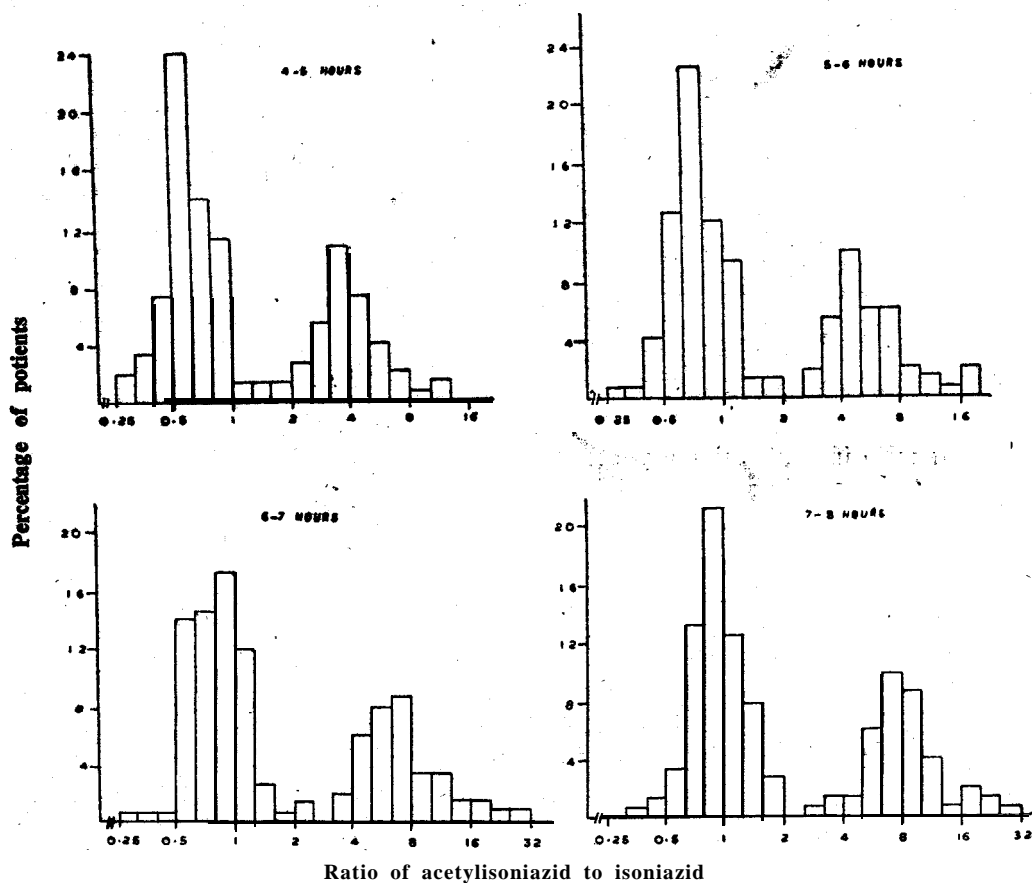 4-5 HOURS
24
20
16
12
8
4
0.25 0.5 1 2 4 8 16
5-6 HOURS
24
20
16
12
8
4
0.25 0.5 1 2 4 8 16
Percentage of potients
6-7 HOURS
20
16
12
8
4
0.25 0.5 1 2 4 8 16 32
7-8 HOURS
20
16
12
8
4
0.25 0.5 1 2 4 8 16 32
Ratio of acetylisoniazid to isoniazid